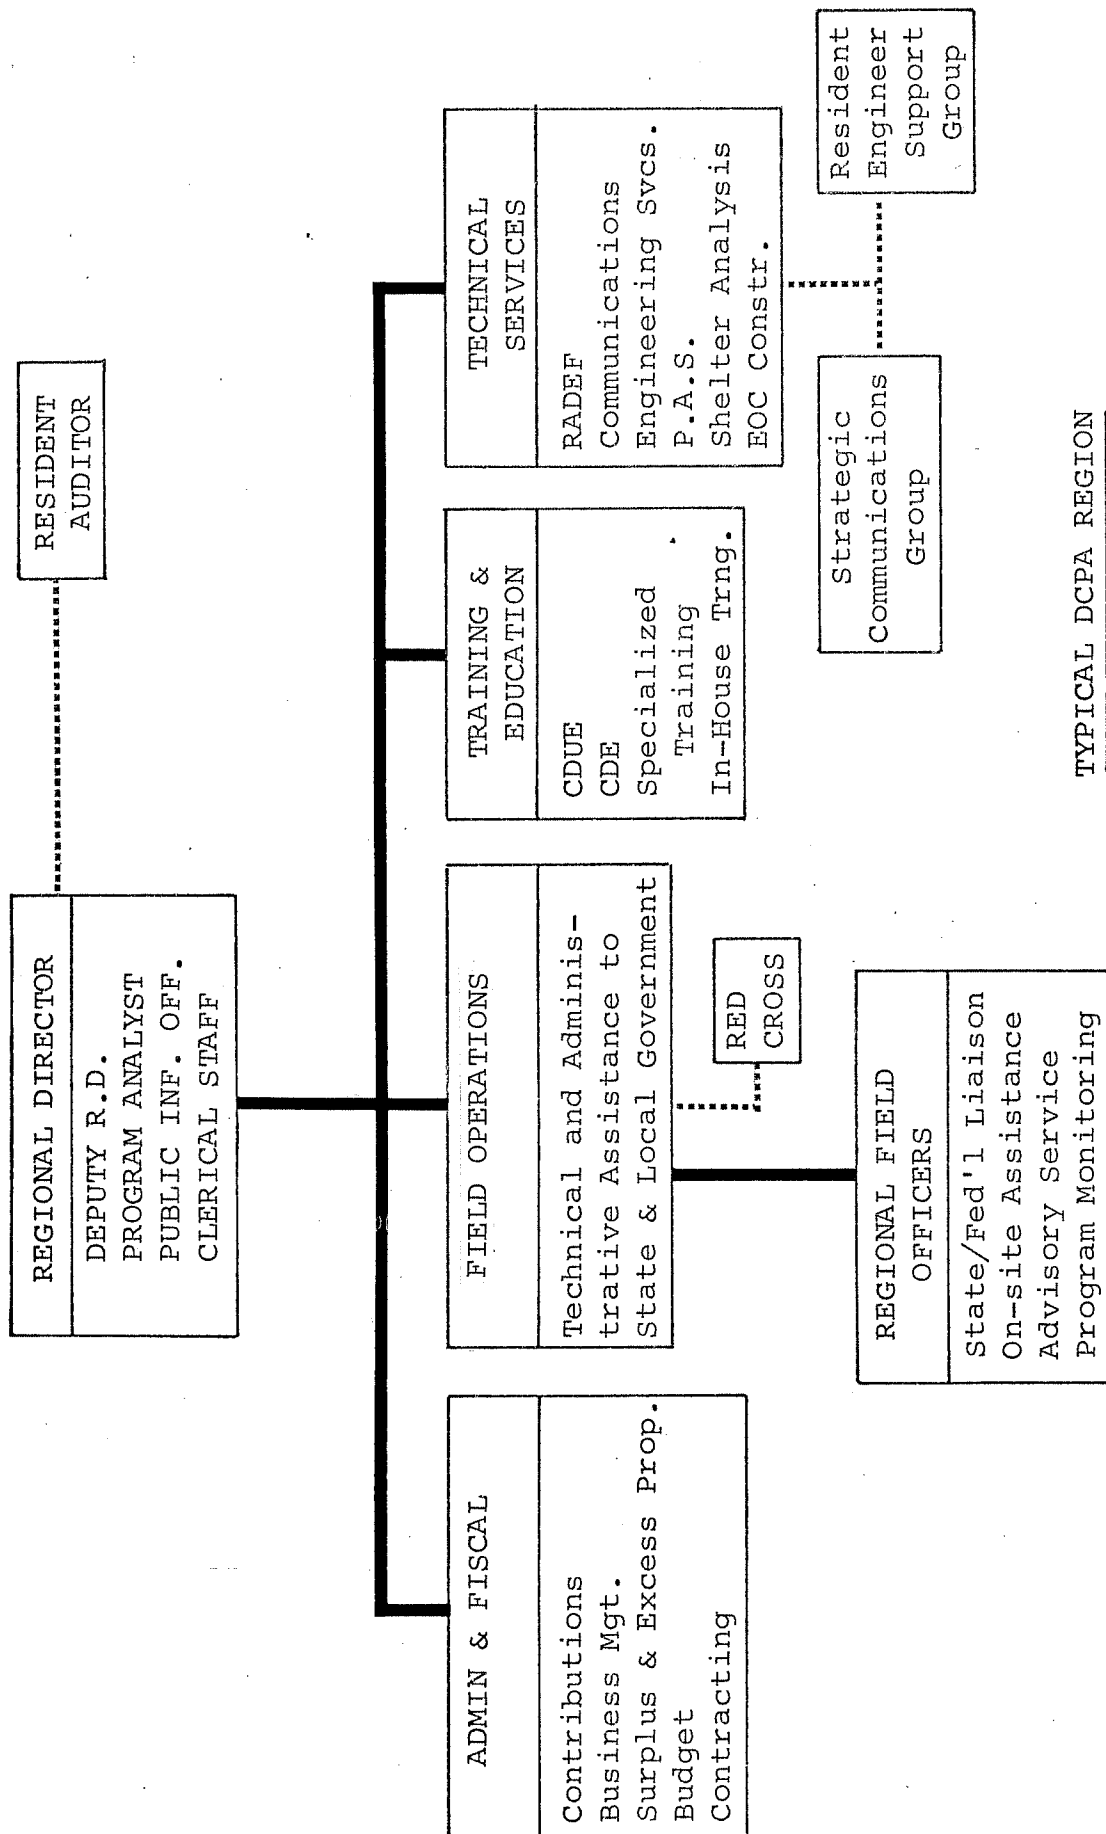 REGIONAL DIRECTOR
DEPUTY R.D.
PROGRAM ANALYST
PUBLIC INF. OFF.
CLERICAL STAFF
RESIDENT
AUDITOR
ADMIN & FISCAL
Contributions
Business Mgt.
Surplus & Excess Prop.
Budget
Contracting
FIELD OPERATIONS
Technical and Adminis-
trative Assistance to
State & Local Government
TRAINING &
EDUCATION
CDUE
CDE
Specialized
Training
In-House Trng.
TECHNICAL
SERVICES
RADEF
Communications
Engineering Svcs.
P.A.S.
Shelter Analysis
EOC Constr.
RED
CROSS
Strategic
Communications
Group
Resident
Engineer
Support
Group
REGIONAL FIELD
OFFICERS
State/Fed'l Liaison
On-site Assistance
Advisory Service
Program Monitoring
TYPICAL DCPA REGION